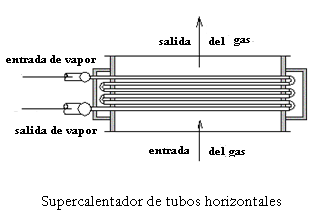 salida del gas
entrada de vapor
salida de vapor
entrada del gas
Supercalentador de tubos horizontales